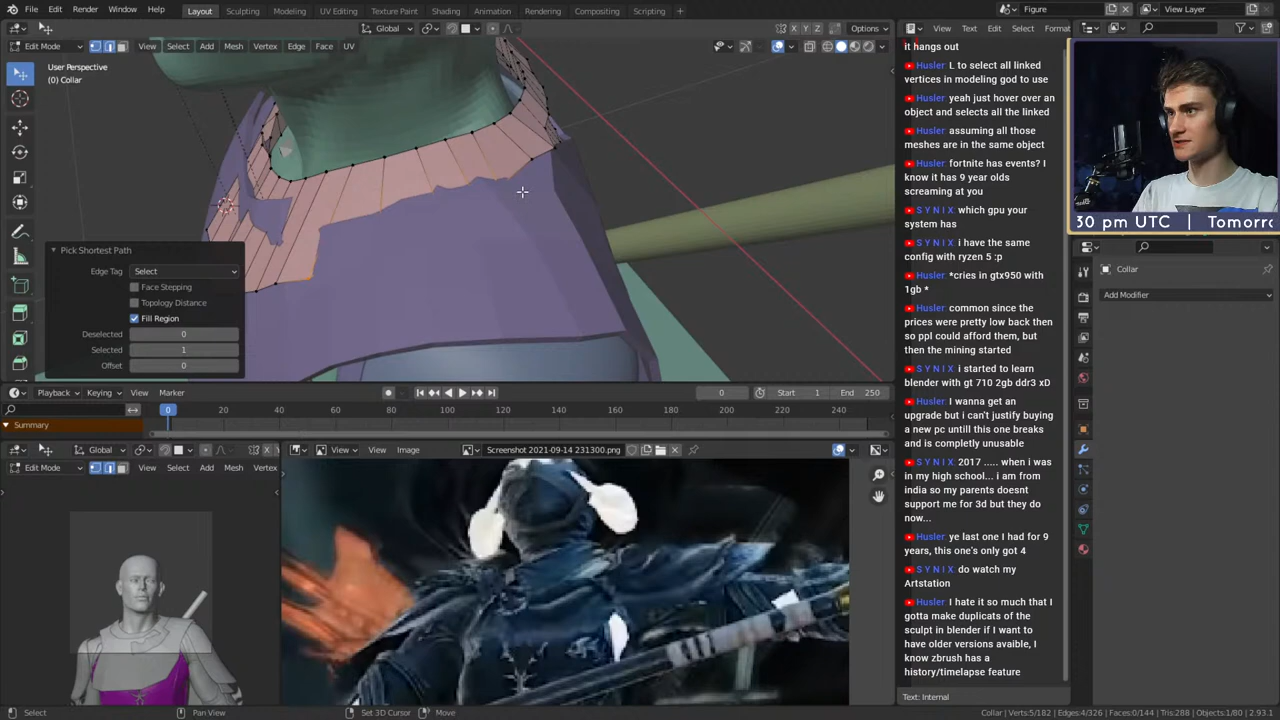 File Edit Render Window Help Layout Sculpting Modeling UV Editing Texture Paint Shading Animation Rendering Compositing Scripting + Figure View Layer
Global Options View Text Edit Select Format
Edit Mode View Select Add Mesh Vertex Edge Face UV
User Perspective
(0) Collar
Pick Shortest Path
Edge Tag Select
Face Stepping
Topology Distance
Fill Region
Deselected 0
Selected 1
Offset 0
it hangs out
Husler L to select all linked
vertices in modeling god to use
Husler yeah just hover over an
object and selects all the linked
Husler assuming all those
meshes are in the same object
Husler fortnite has events? I
know it has 9 year olds
screaming at you
S Y N I X which gpu your
system has
S Y N I X i have the same
config with ryzen 5 :p
Husler *cries in gtx950 with
1gb *
Husler common since the
prices were pretty low back then
so ppl could afford them, but
then the mining started
S Y N I X i started to learn
blender with gt 710 2gb ddr3 xD
Husler I wanna get an
upgrade but i can't justify buying
a new pc untill this one breaks
and is completly unusable
S Y N I X 2017 ..... when i was
in my high school... i am from
india so my parents doesnt
support me for 3d but they do
now...
Husler ye last one I had for 9
years, this one's only got 4
S Y N I X do watch my
Artstation
Husler I hate it so much that I
gotta make duplicats of the
sculpt in blender if I want to
have older versions avaible, I
know zbrush has a
history/timelapse feature
Text: Internal
30 pm UTC | Tomorro
Collar
Add Modifier
Playback Keying View Marker 0 Start 1 End 250
0 20 40 60 80 100 120 140 160 180 200 220 240
Summary
Global View Image Screenshot 2021-09-14 231300.png
Edit Mode View Select Add Mesh Vertex
Select Pan View Set 3D Cursor Move Collar | Verts:5/182 | Edges:4/326 | Faces:0/144 | Tris:288 | Objects:1/80 | 2.93.1